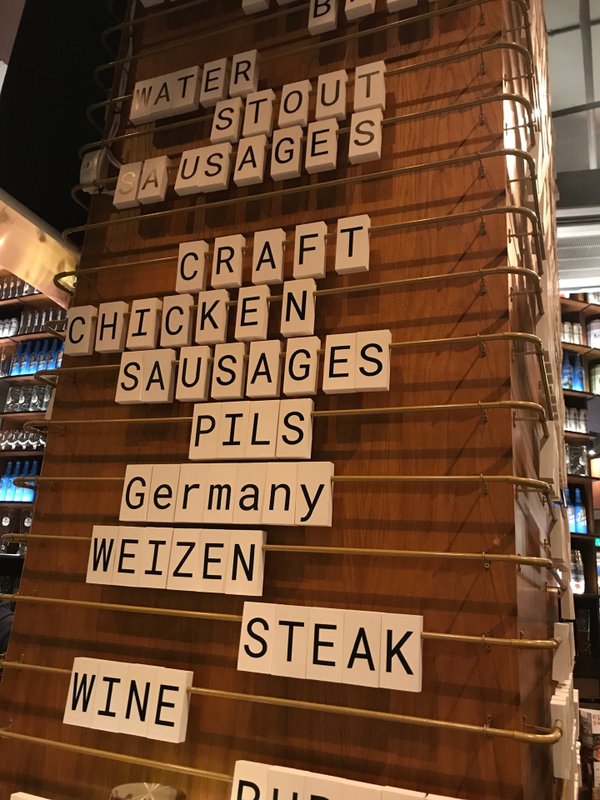 WATER
STOUT
SAUSAGES
CRAFT
CHICKEN
SAUSAGES
PILS
Germany
WEIZEN
STEAK
WINE